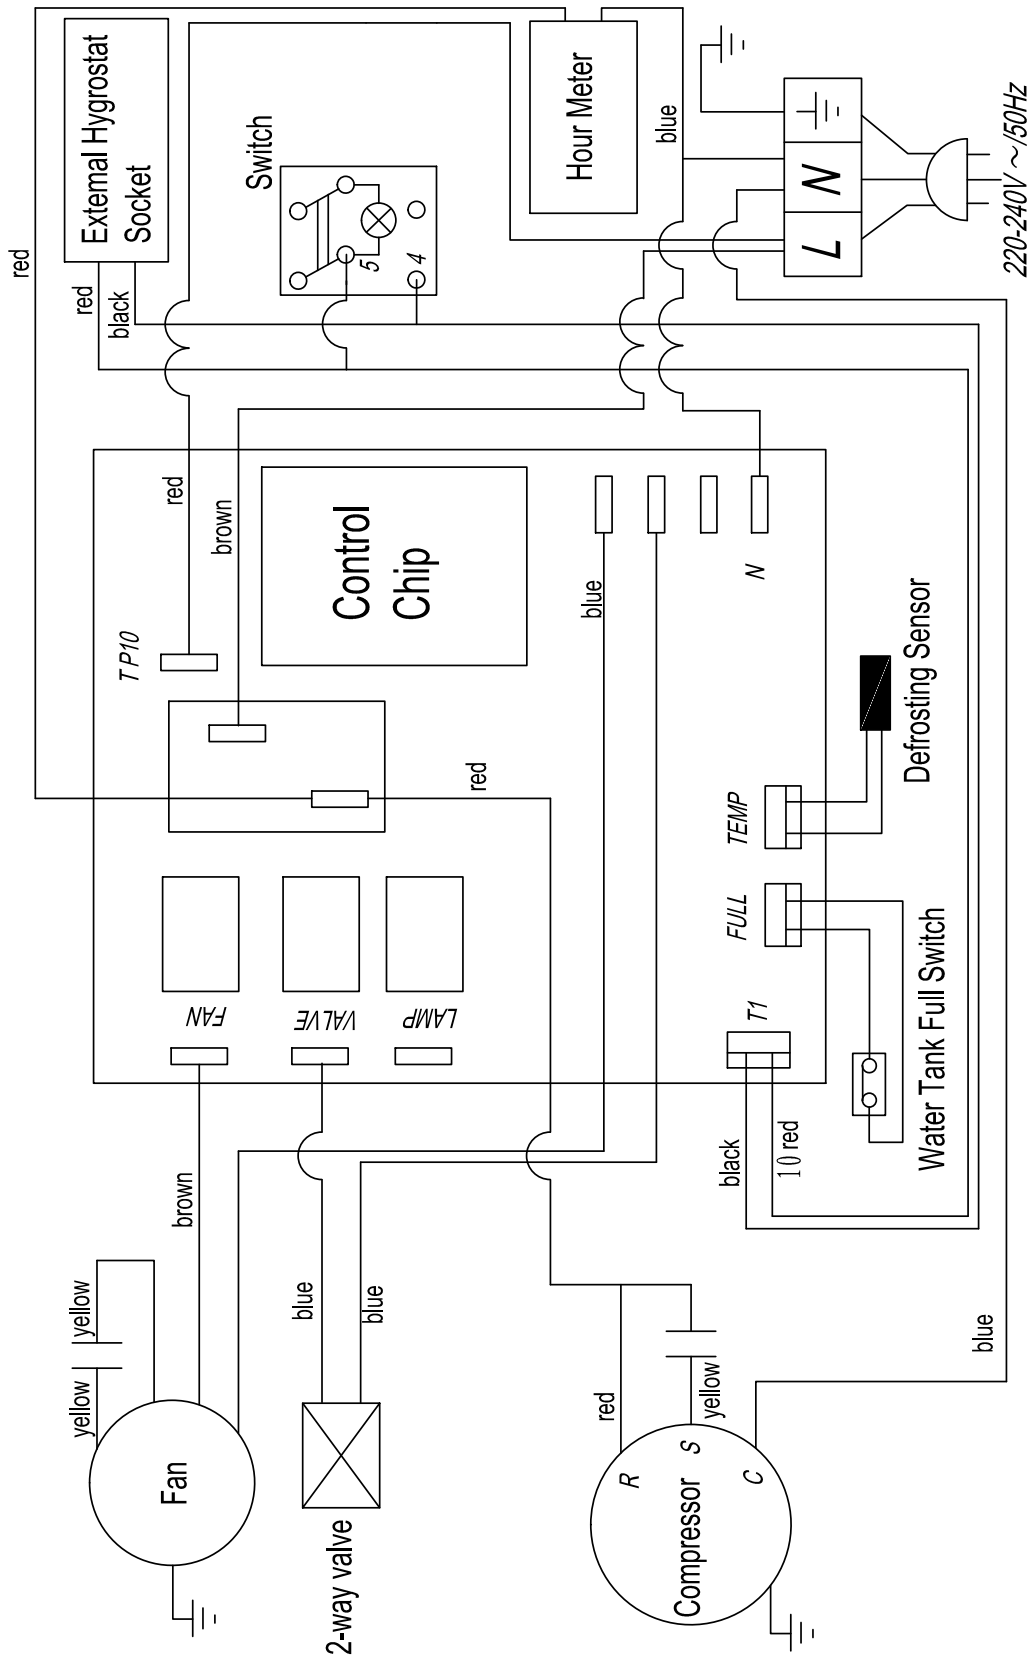 External Hygrostat
Socket
Switch
5
4
Hour Meter
blue
red
red
black
L
N
220-240V ~/50Hz
red
brown
T P10
Control
Chip
blue
N
red
FAN
VALVE
LAMP
T1
FULL
TEMP
Defrosting Sensor
Water Tank Full Switch
black
10 red
brown
yellow
yellow
blue
blue
Fan
2-way valve
red
yellow
blue
R
S
C
Compressor